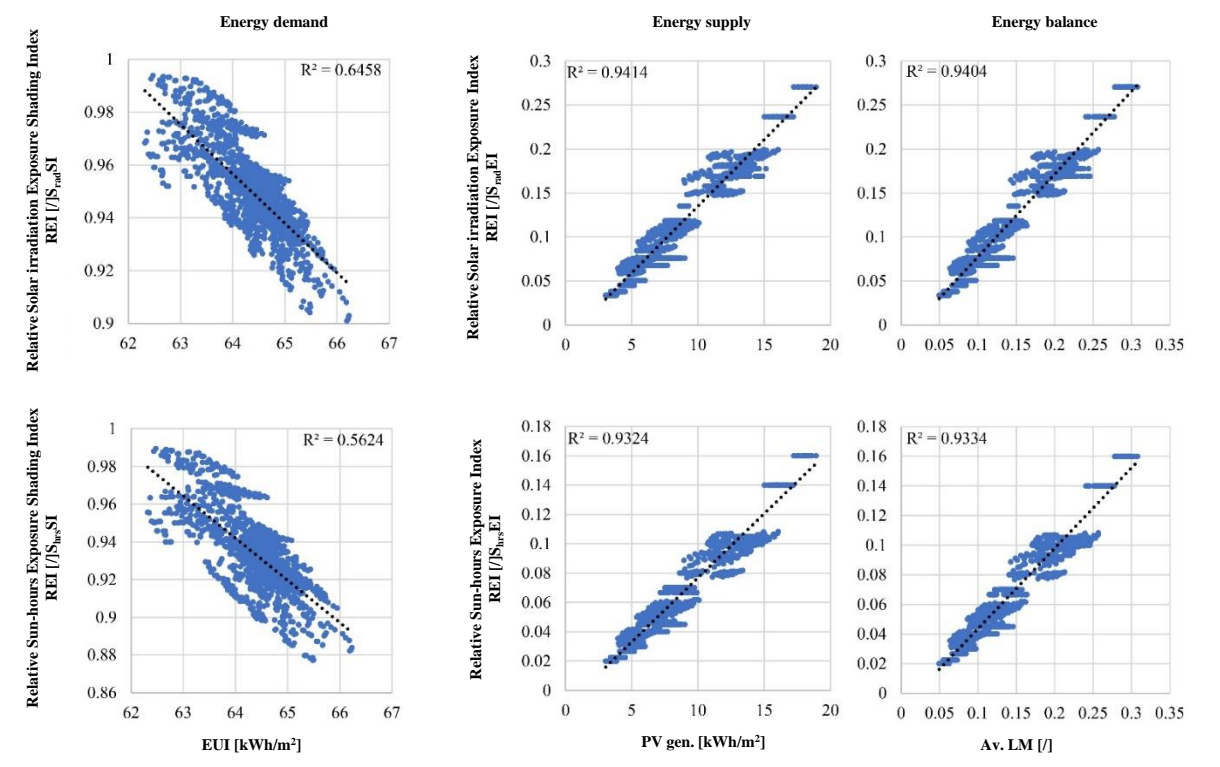 Energy demand
Energy supply
Energy balance
Relative Solar irradiation Exposure Shading Index
REI [/]SradSI
1
0.98
0.96
0.94
0.92
0.9
R² = 0.6458
62 63 64 65 66 67
Relative Solar irradiation Exposure Index
REI [/]SradEI
0.3
0.25
0.2
0.15
0.1
0.05
0
R² = 0.9414
0 5 10 15 20
0.3
0.25
0.2
0.15
0.1
0.05
0
R² = 0.9404
0 0.05 0.1 0.15 0.2 0.25 0.3 0.35
Relative Sun-hours Exposure Shading Index
REI [/]ShrsSI
1
0.98
0.96
0.94
0.92
0.9
0.88
0.86
R² = 0.5624
62 63 64 65 66 67
EUI [kWh/m²]
Relative Sun-hours Exposure Index
REI [/]ShrsEI
0.18
0.16
0.14
0.12
0.1
0.08
0.06
0.04
0.02
0
R² = 0.9324
0 5 10 15 20
PV gen. [kWh/m²]
0.18
0.16
0.14
0.12
0.1
0.08
0.06
0.04
0.02
0
R² = 0.9334
0 0.05 0.1 0.15 0.2 0.25 0.3 0.35
Av. LM [/]